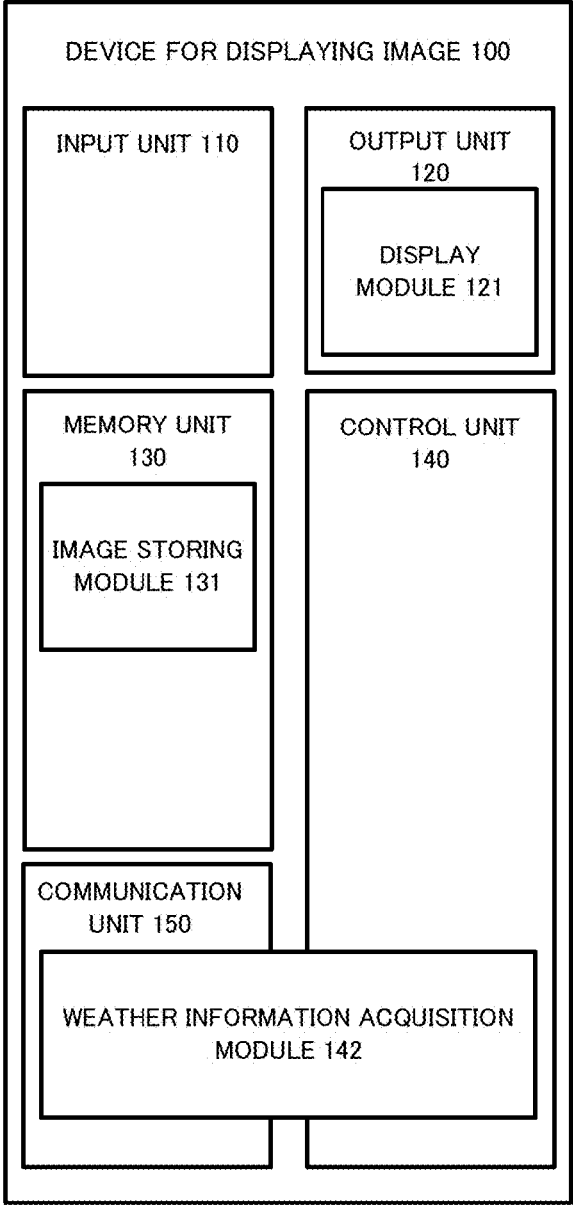 DEVICE FOR DISPLAYING IMAGE 100
INPUT UNIT 110
OUTPUT UNIT
120
DISPLAY
MODULE 121
MEMORY UNIT
130
IMAGE STORING
MODULE 131
CONTROL UNIT
140
COMMUNICATION
UNIT 150
WEATHER INFORMATION ACQUISITION
MODULE 142